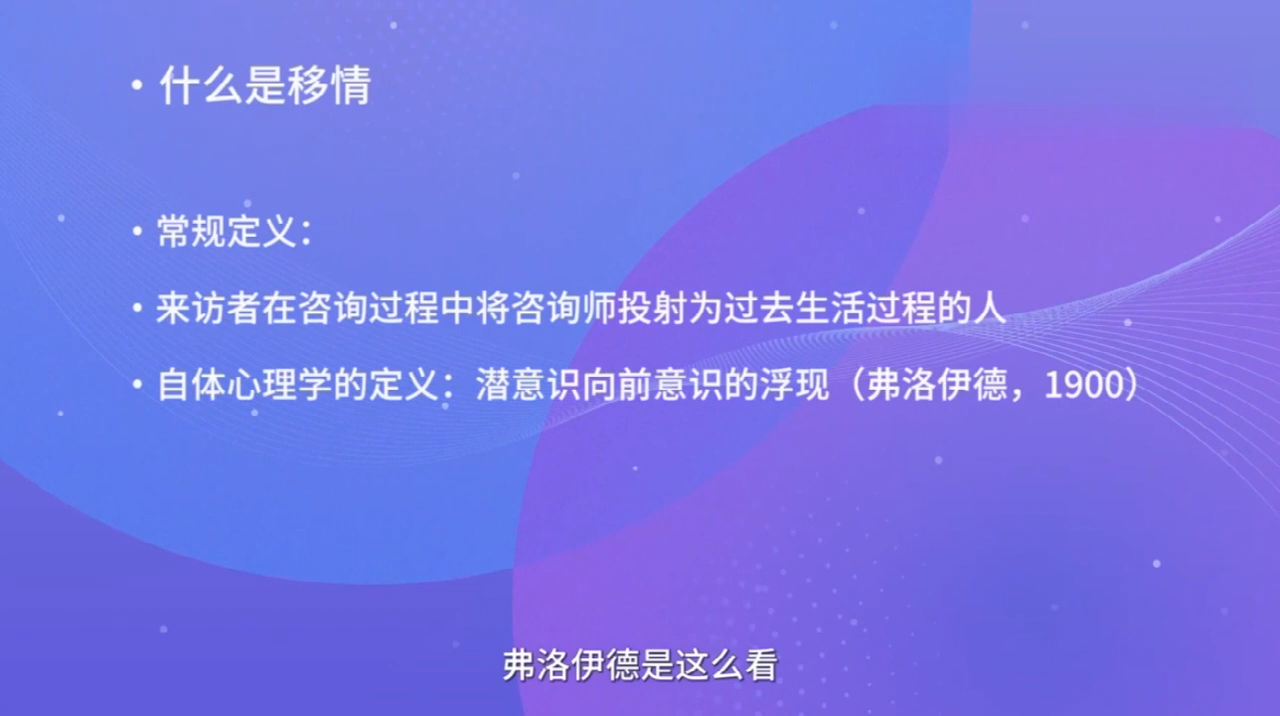 • 什么是移情
• 常规定义：
• 来访者在咨询过程中将咨询师投射为过去生活过程的人
• 自体心理学的定义：潜意识向前意识的浮现（弗洛伊德，1900）
弗洛伊德是这么看